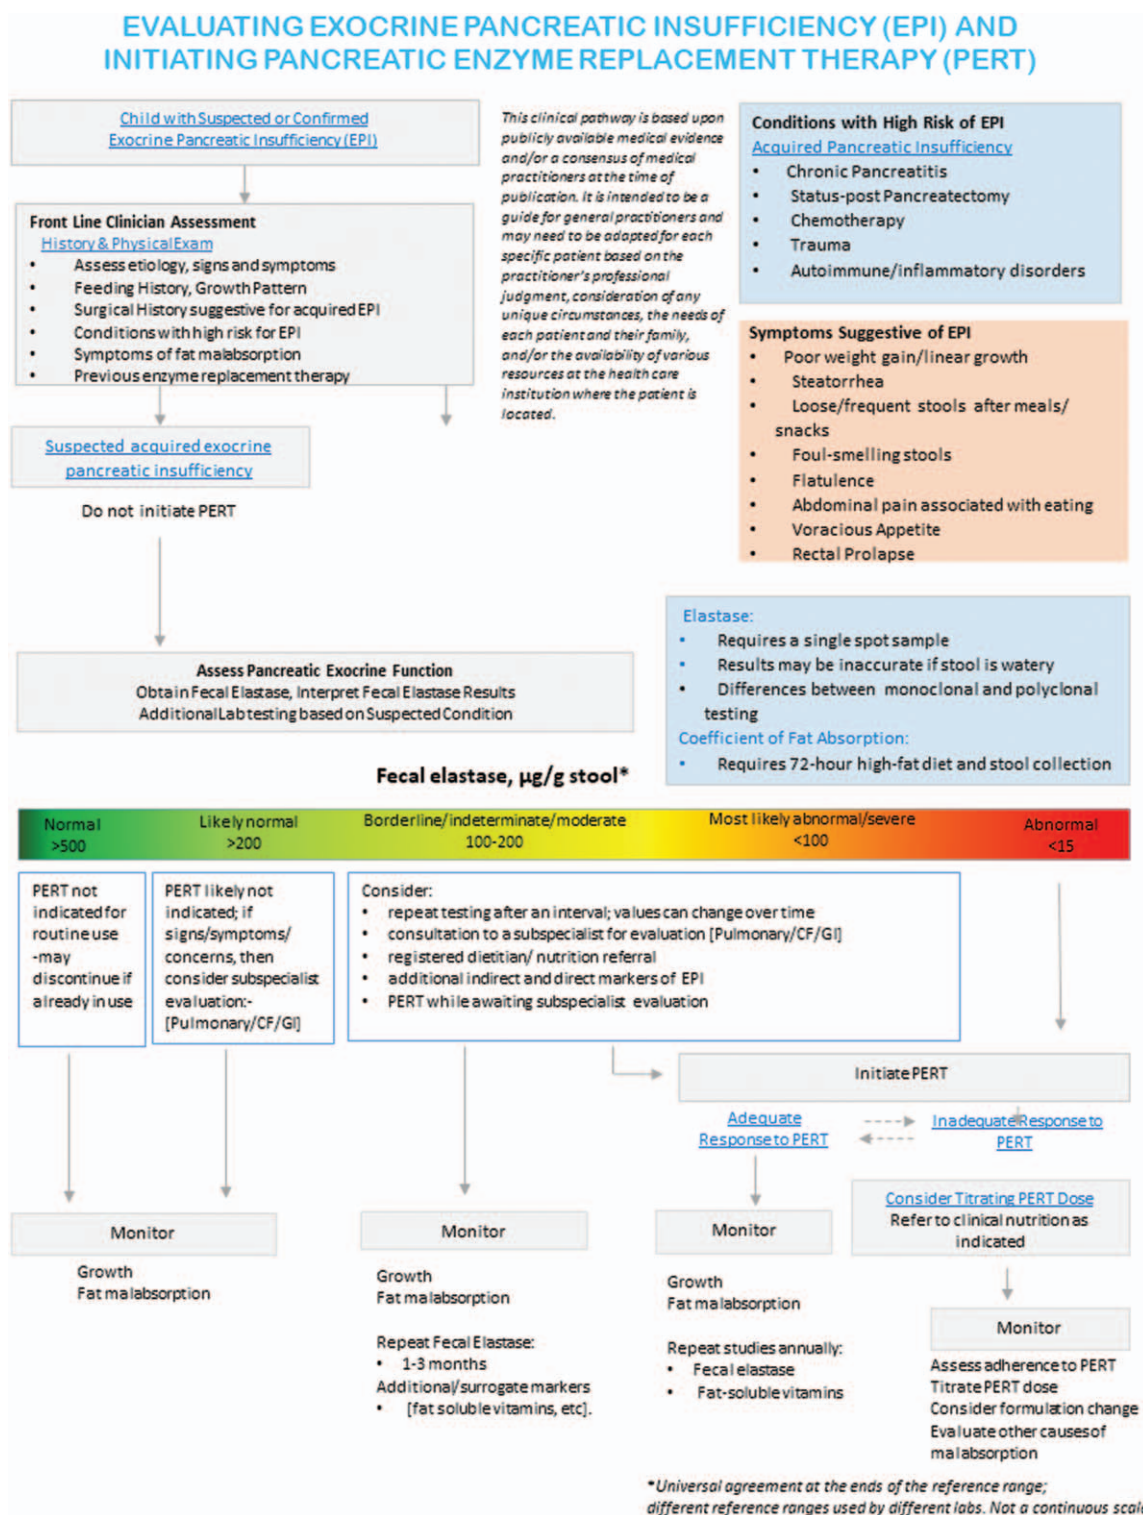 EVALUATING EXOCRINE PANCREATIC INSUFFICIENCY (EPI) AND
INITIATING PANCREATIC ENZYME REPLACEMENT THERAPY (PERT)
Child with Suspected or Confirmed
Exocrine Pancreatic Insufficiency (EPI)
Front Line Clinician Assessment
History & Physical Exam
• Assess etiology, signs and symptoms
• Feeding History, Growth Pattern
• Surgical History suggestive for acquired EPI
• Conditions with high risk for EPI
• Symptoms of fat malabsorption
• Previous enzyme replacement therapy
Suspected acquired exocrine
pancreatic insufficiency
Do not initiate PERT
This clinical pathway is based upon
publicly available medical evidence
and/or a consensus of medical
practitioners at the time of
publication. It is intended to be a
guide for general practitioners and
may need to be adapted for each
specific patient based on the
practitioner's professional
judgment, consideration of any
unique circumstances, the needs of
each patient and their family,
and/or the availability of various
resources at the health care
institution where the patient is
located.
Conditions with High Risk of EPI
Acquired Pancreatic Insufficiency
• Chronic Pancreatitis
• Status-post Pancreatectomy
• Chemotherapy
• Trauma
• Autoimmune/inflammatory disorders
Symptoms Suggestive of EPI
• Poor weight gain/linear growth
• Steatorrhea
• Loose/frequent stools after meals/
snacks
• Foul-smelling stools
• Flatulence
• Abdominal pain associated with eating
• Voracious Appetite
• Rectal Prolapse
Assess Pancreatic Exocrine Function
Obtain Fecal Elastase, Interpret Fecal Elastase Results
Additional Lab testing based on Suspected Condition
Elastase:
• Requires a single spot sample
• Results may be inaccurate if stool is watery
• Differences between monoclonal and polyclonal
testing
Coefficient of Fat Absorption:
• Requires 72-hour high-fat diet and stool collection
Fecal elastase, µg/g stool*
Normal
>500
Likely normal
>200
Borderline/indeterminate/moderate
100-200
Most likely abnormal/severe
<100
Abnormal
<15
PERT not
indicated for
routine use
-may
discontinue if
already in use
PERT likely not
indicated; if
signs/symptoms/
concerns, then
consider subspecialist
evaluation:-
[Pulmonary/CF/GI]
Consider:
• repeat testing after an interval; values can change over time
• consultation to a subspecialist for evaluation [Pulmonary/CF/GI]
• registered dietitian/ nutrition referral
• additional indirect and direct markers of EPI
• PERT while awaiting subspecialist evaluation
Initiate PERT
Adequate
Response to PERT
Inadequate Response to
PERT
Consider Titrating PERT Dose
Refer to clinical nutrition as
indicated
Monitor
Growth
Fat malabsorption
Monitor
Growth
Fat malabsorption
Repeat Fecal Elastase:
• 1-3 months
Additional/surrogate markers
• [fat soluble vitamins, etc].
Monitor
Growth
Fat malabsorption
Repeat studies annually:
• Fecal elastase
• Fat-soluble vitamins
Monitor
Assess adherence to PERT
Titrate PERT dose
Consider formulation change
Evaluate other causes of
malabsorption
*Universal agreement at the ends of the reference range;
different reference ranges used by different labs. Not a continuous scale